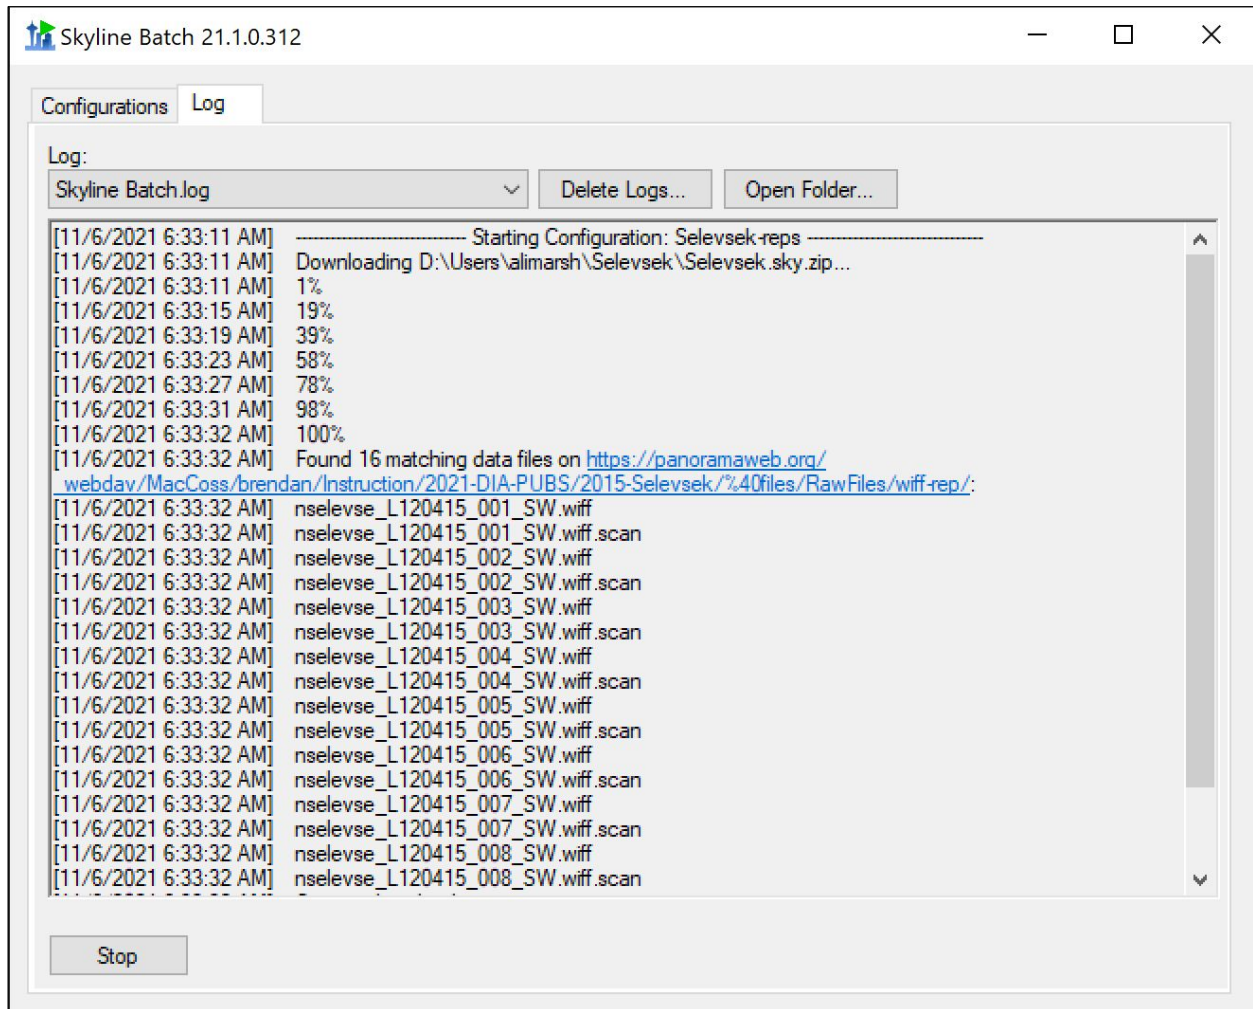 Skyline Batch 21.1.0.312
Configurations
Log
Log:
Skyline Batch.log
Delete Logs...
Open Folder...
[11/6/2021 6:33:11 AM] ------------------------------ Starting Configuration: Selevsek-reps ------------------------------
[11/6/2021 6:33:11 AM] Downloading D:\Users\alimarsh\Selevsek\Selevsek.sky.zip...
[11/6/2021 6:33:11 AM] 1%
[11/6/2021 6:33:15 AM] 19%
[11/6/2021 6:33:19 AM] 39%
[11/6/2021 6:33:23 AM] 58%
[11/6/2021 6:33:27 AM] 78%
[11/6/2021 6:33:31 AM] 98%
[11/6/2021 6:33:32 AM] 100%
[11/6/2021 6:33:32 AM] Found 16 matching data files on https://panoramaweb.org/
_webdav/MacCoss/brendan/Instruction/2021-DIA-PUBS/2015-Selevsek/%40files/RawFiles/wiff-rep/:
[11/6/2021 6:33:32 AM] nselevse_L120415_001_SW.wiff
[11/6/2021 6:33:32 AM] nselevse_L120415_001_SW.wiff.scan
[11/6/2021 6:33:32 AM] nselevse_L120415_002_SW.wiff
[11/6/2021 6:33:32 AM] nselevse_L120415_002_SW.wiff.scan
[11/6/2021 6:33:32 AM] nselevse_L120415_003_SW.wiff
[11/6/2021 6:33:32 AM] nselevse_L120415_003_SW.wiff.scan
[11/6/2021 6:33:32 AM] nselevse_L120415_004_SW.wiff
[11/6/2021 6:33:32 AM] nselevse_L120415_004_SW.wiff.scan
[11/6/2021 6:33:32 AM] nselevse_L120415_005_SW.wiff
[11/6/2021 6:33:32 AM] nselevse_L120415_005_SW.wiff.scan
[11/6/2021 6:33:32 AM] nselevse_L120415_006_SW.wiff
[11/6/2021 6:33:32 AM] nselevse_L120415_006_SW.wiff.scan
[11/6/2021 6:33:32 AM] nselevse_L120415_007_SW.wiff
[11/6/2021 6:33:32 AM] nselevse_L120415_007_SW.wiff.scan
[11/6/2021 6:33:32 AM] nselevse_L120415_008_SW.wiff
[11/6/2021 6:33:32 AM] nselevse_L120415_008_SW.wiff.scan
Stop